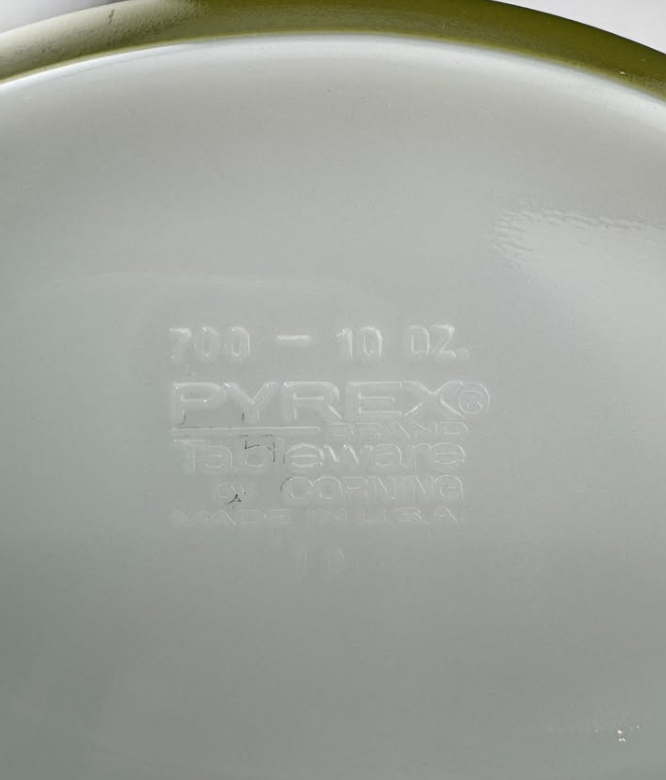 700 - 10 OZ.
PYREX®
BRAND
Tableware
by CORNING
MADE IN U.S.A.